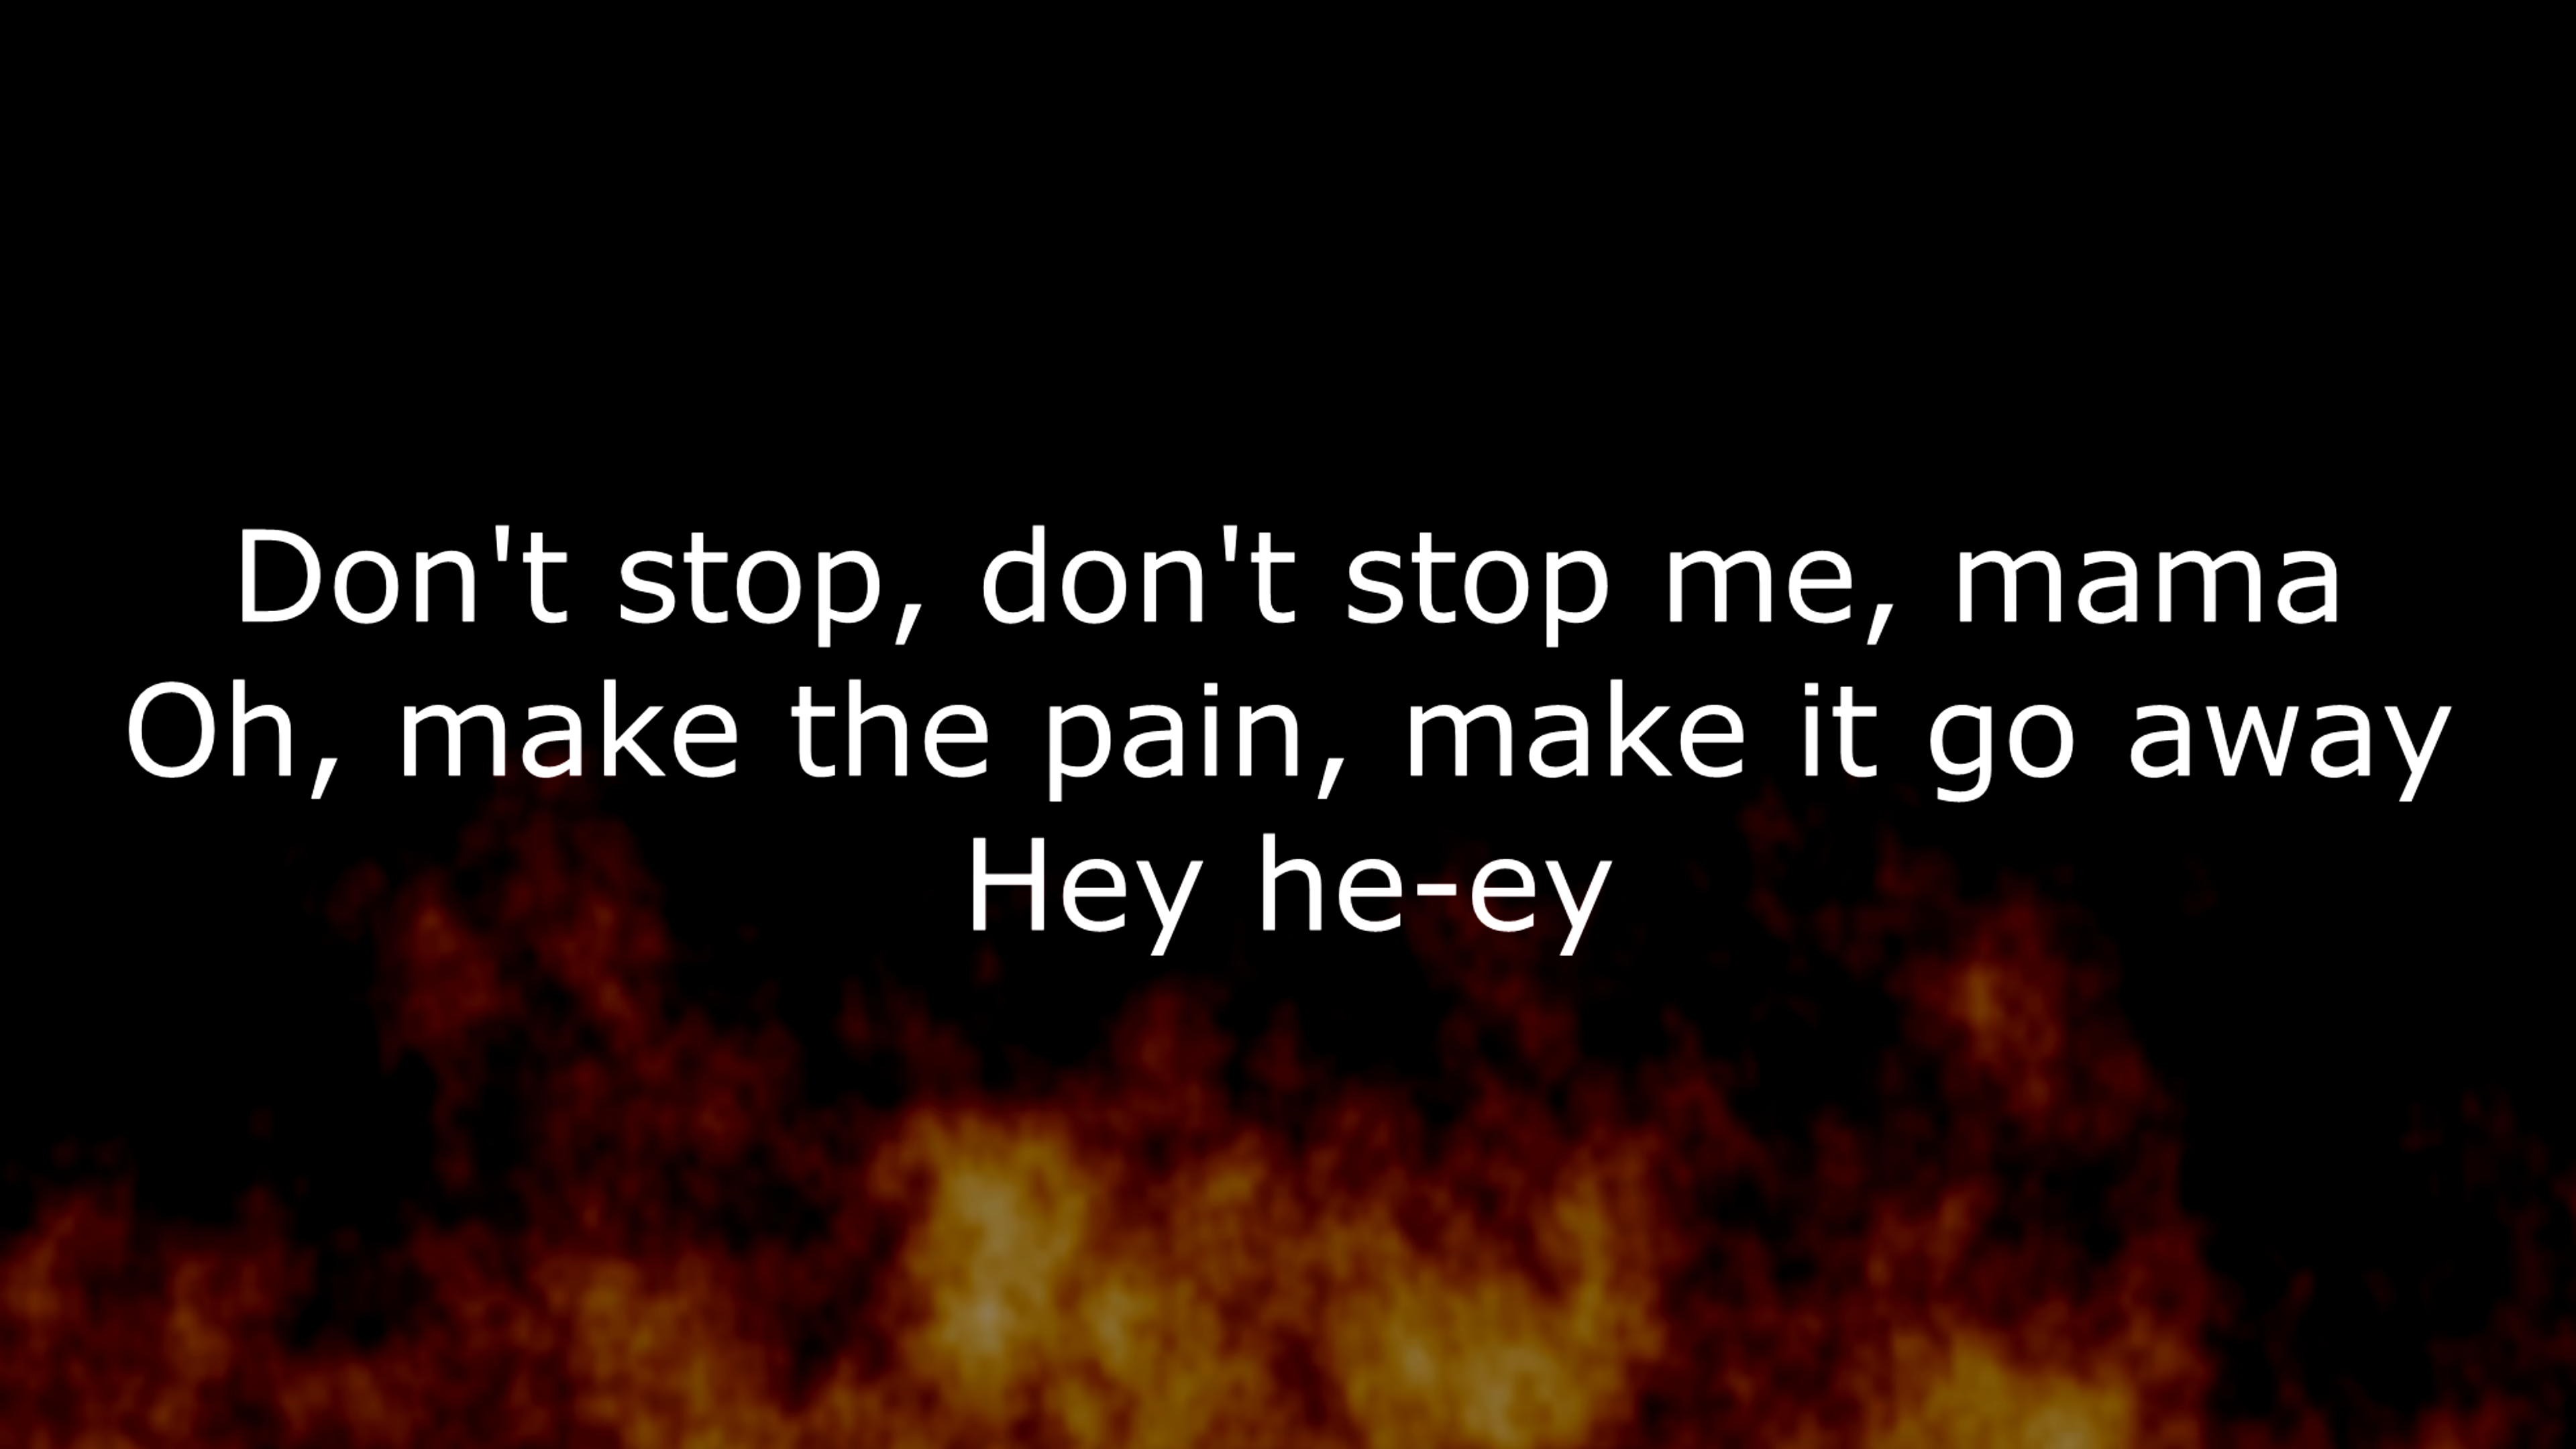 Don't stop, don't stop me, mama
Oh, make the pain, make it go away
Hey he-ey